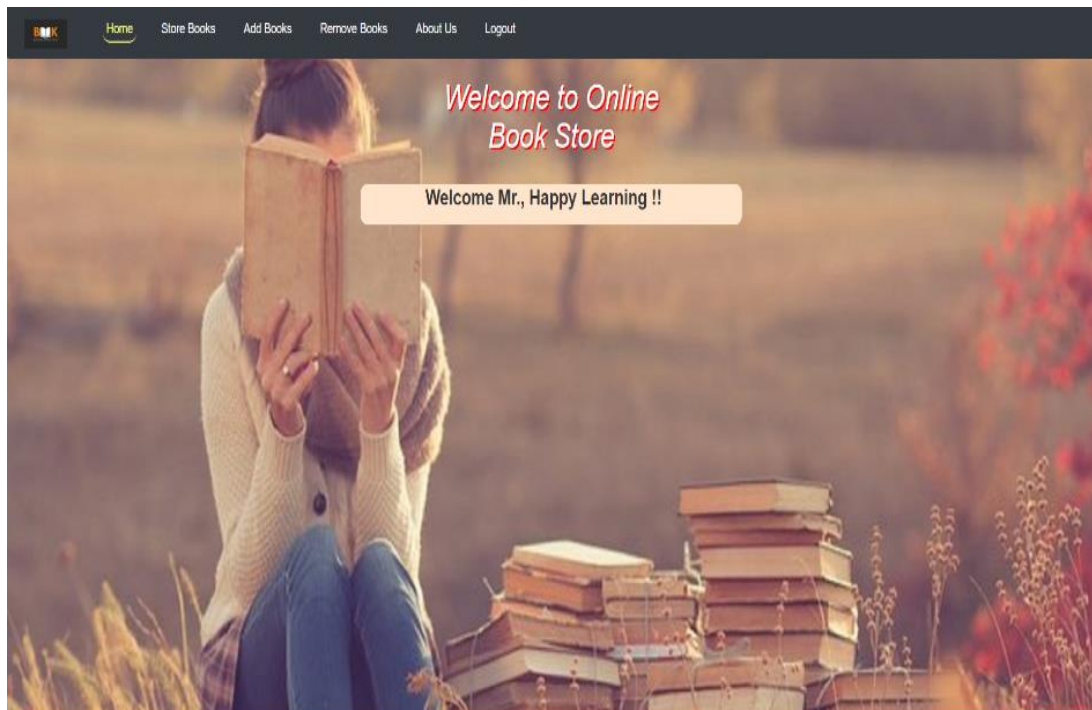 BOOK
Home Store Books Add Books Remove Books About Us Logout
Welcome to Online
Book Store
Welcome Mr., Happy Learning !!